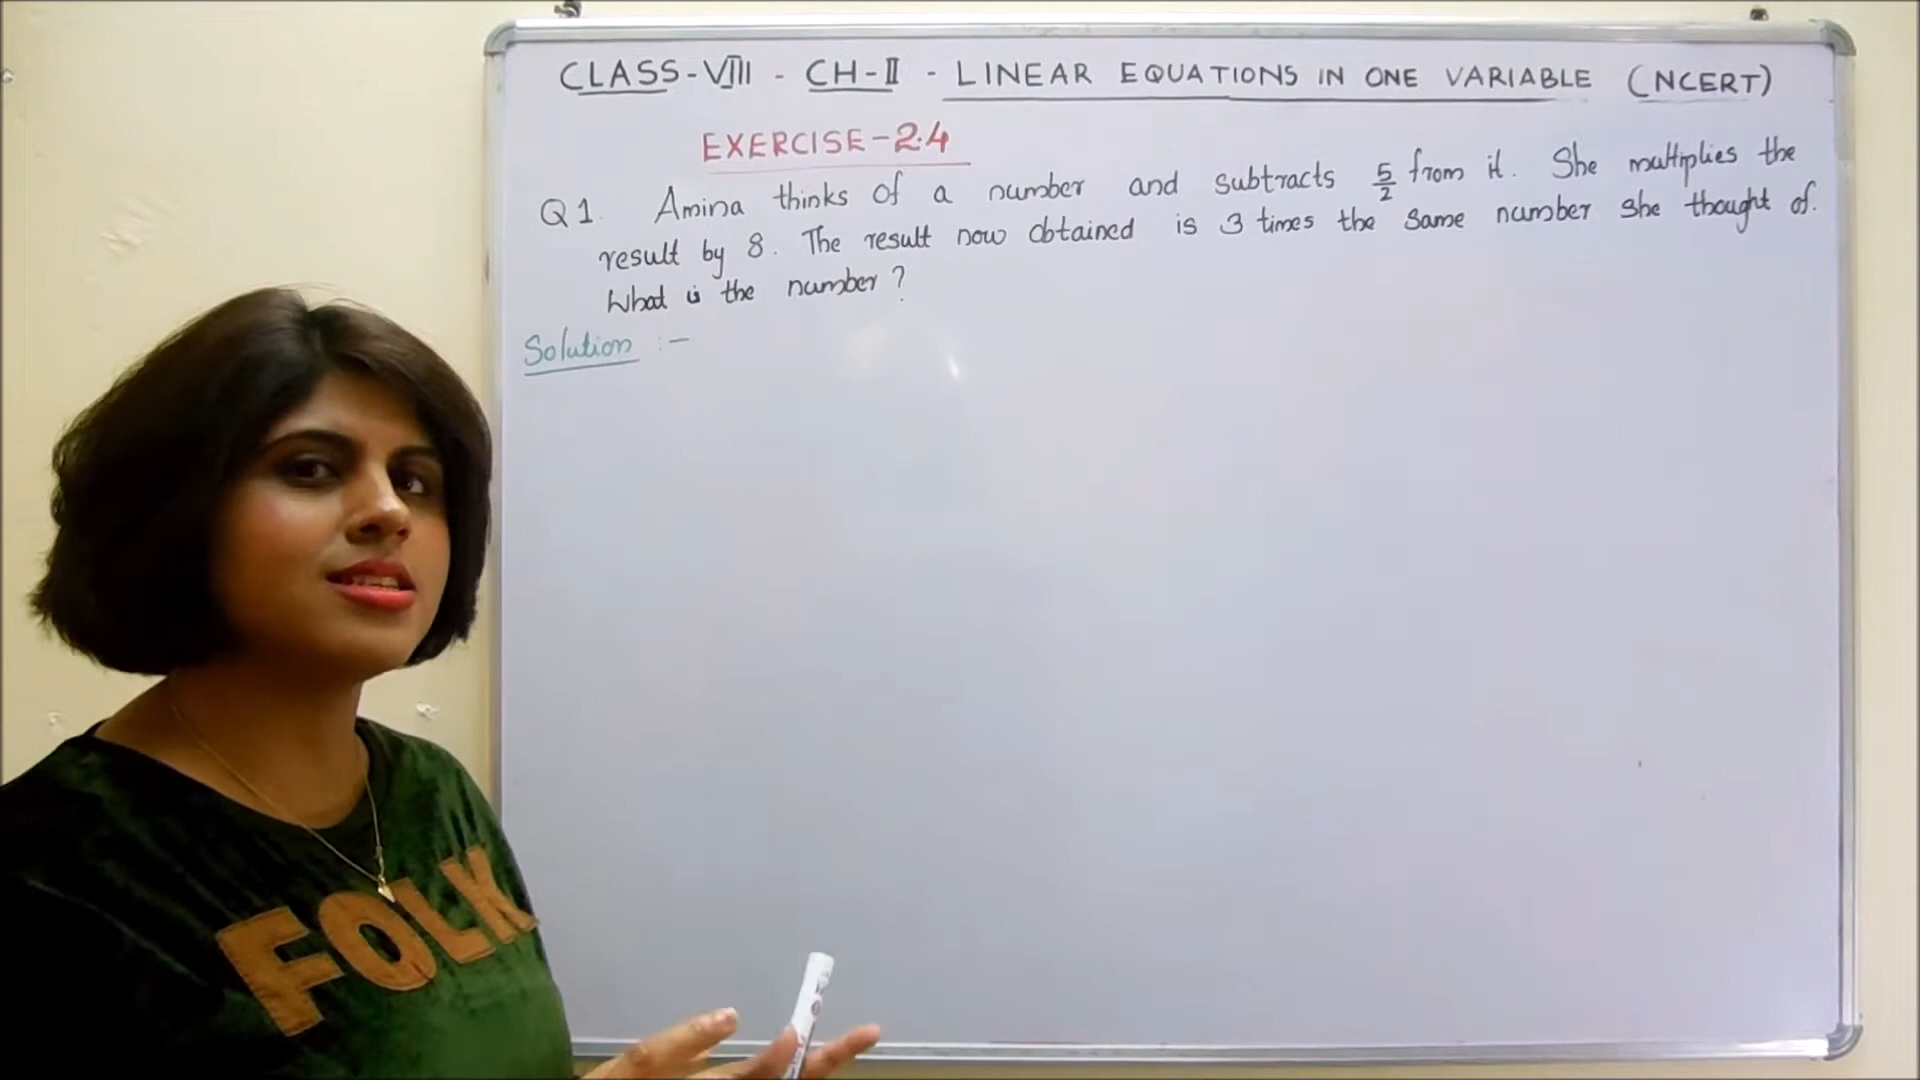 CLASS-VIII - CH-II - LINEAR EQUATIONS IN ONE VARIABLE (NCERT)
EXERCISE-2.4
Q1. Amina thinks of a number and subtracts 5/2 from it. She multiplies the
result by 8. The result now obtained is 3 times the same number she thought of.
What is the number?
Solution :-
FOLK